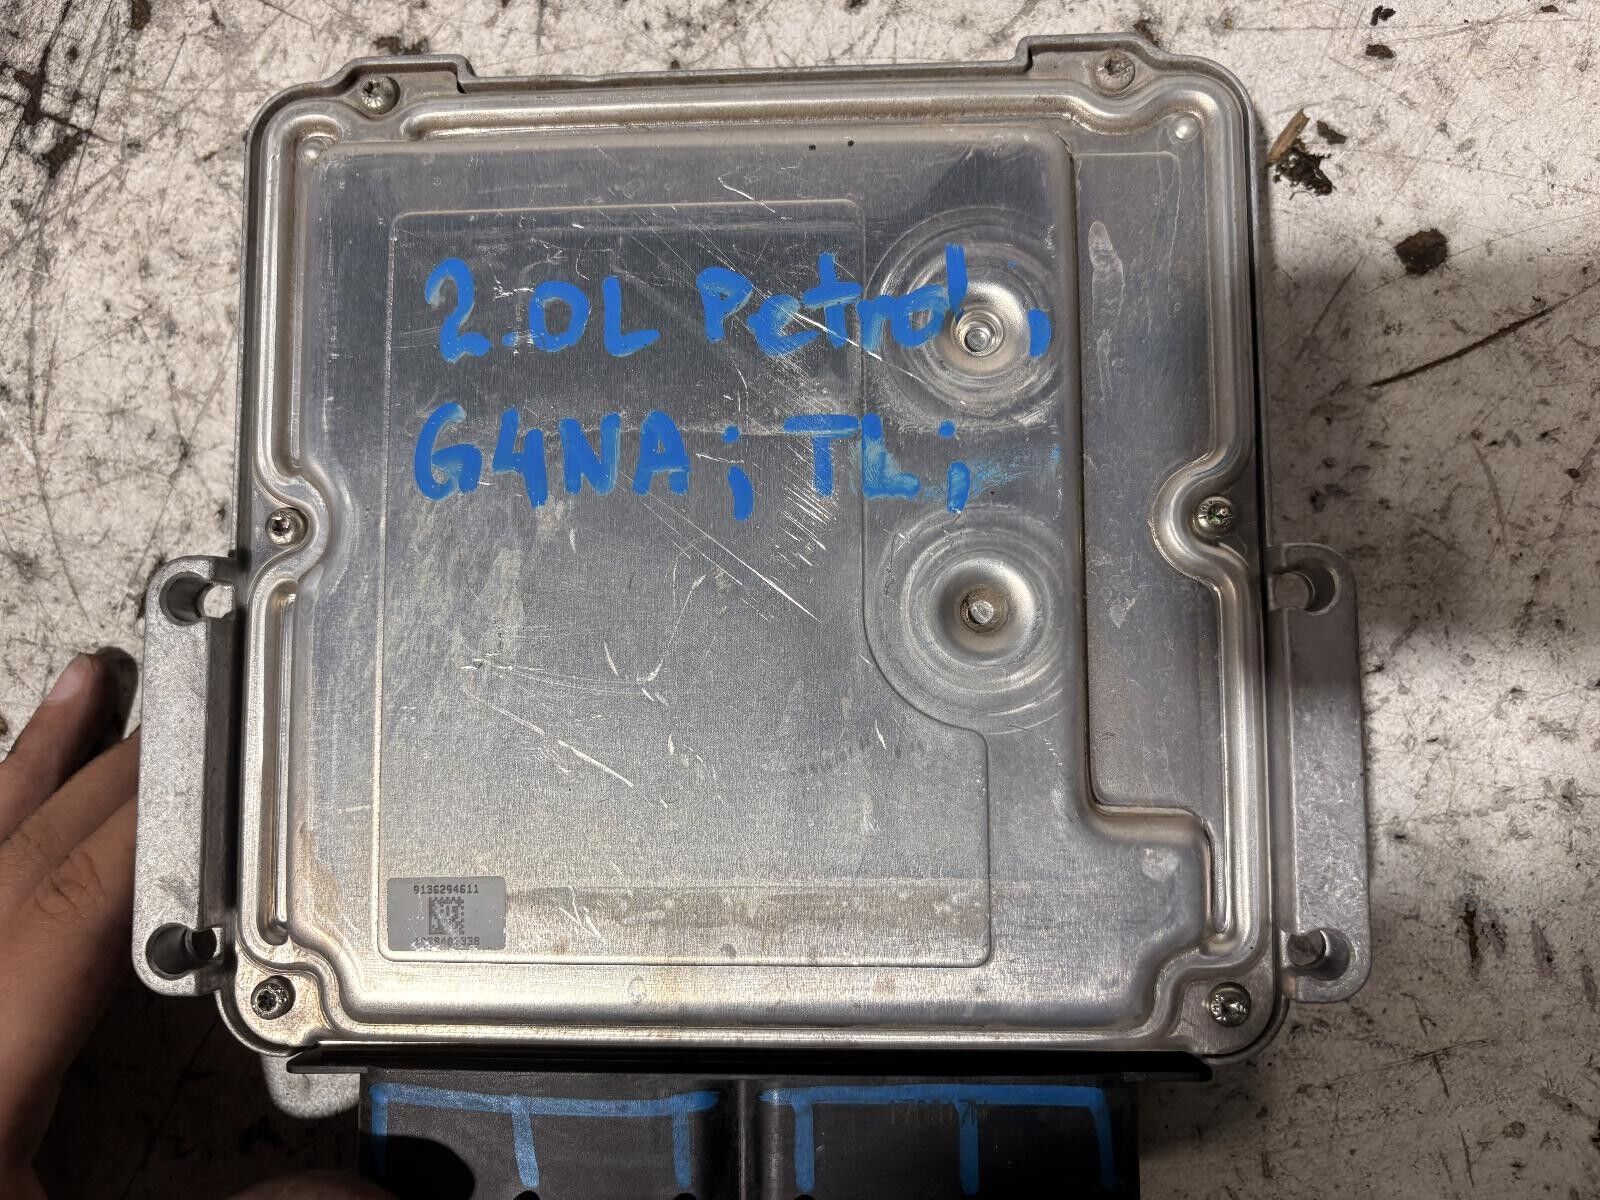 2.0L Petrol,
G4NA; TL;
9136294611